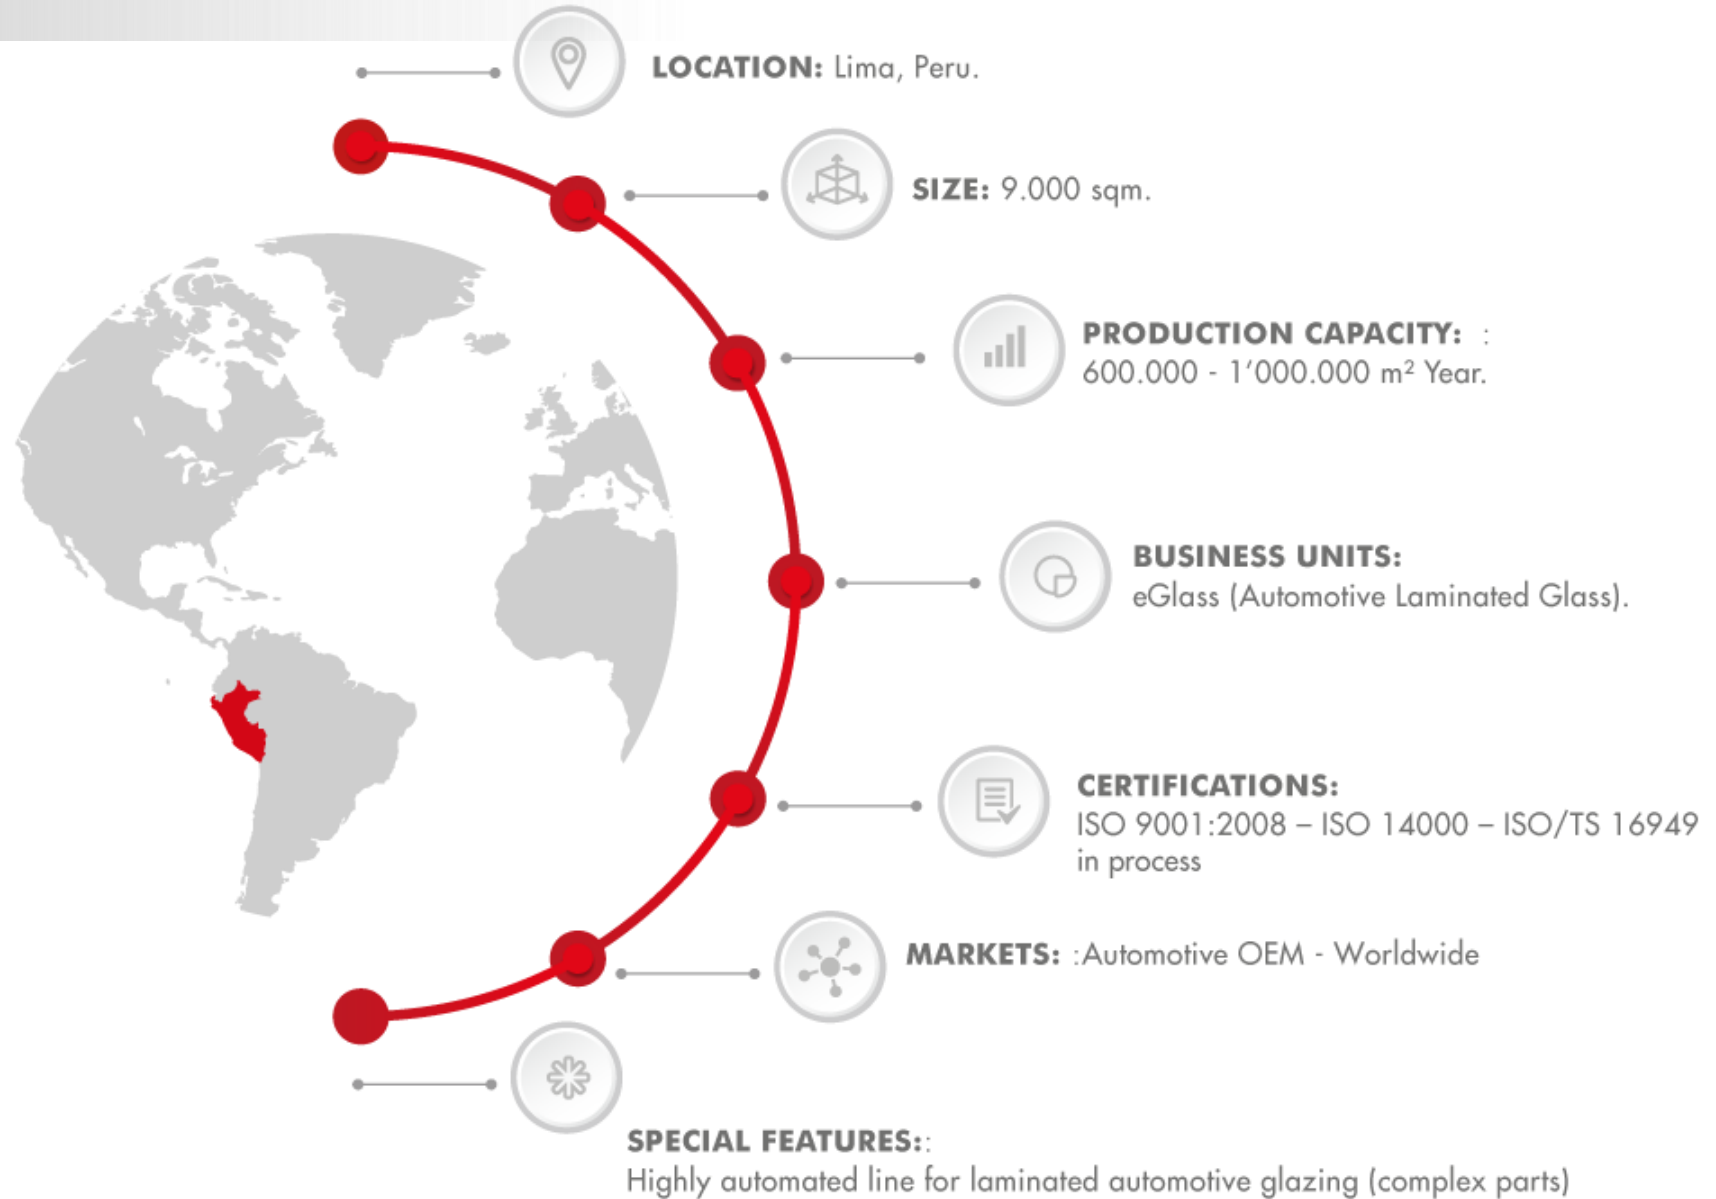 LOCATION: Lima, Peru.
SIZE: 9.000 sqm.
PRODUCTION CAPACITY: :
600.000 - 1’000.000 m² Year.
BUSINESS UNITS:
eGlass (Automotive Laminated Glass).
CERTIFICATIONS:
ISO 9001:2008 – ISO 14000 – ISO/TS 16949
in process
MARKETS: :Automotive OEM - Worldwide
SPECIAL FEATURES::
Highly automated line for laminated automotive glazing (complex parts)